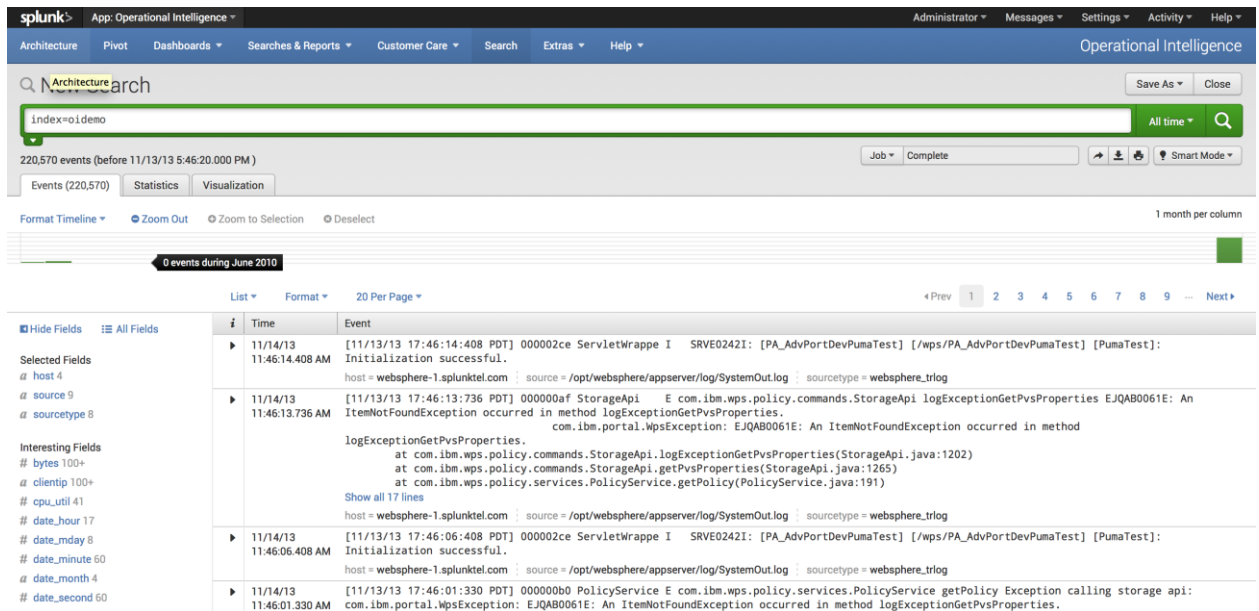 splunk> App: Operational Intelligence Administrator Messages Settings Activity Help
Architecture Pivot Dashboards Searches & Reports Customer Care Search Extras Help Operational Intelligence
Architecture
New Search Save As Close
index=oidemo All time
220,570 events (before 11/13/13 5:46:20.000 PM ) Job Complete Smart Mode
Events (220,570) Statistics Visualization
Format Timeline Zoom Out Zoom to Selection Deselect 1 month per column
0 events during June 2010
List Format 20 Per Page Prev 1 2 3 4 5 6 7 8 9 ... Next
Hide Fields All Fields
Selected Fields
a host 4
a source 9
a sourcetype 8
Interesting Fields
# bytes 100+
a clientip 100+
# cpu_util 41
# date_hour 17
# date_mday 8
# date_minute 60
a date_month 4
# date_second 60
i Time Event
11/14/13
11:46:14.408 AM
[11/13/13 17:46:14:408 PDT] 000002ce ServletWrappe I SRVE0242I: [PA_AdvPortDevPumaTest] [/wps/PA_AdvPortDevPumaTest] [PumaTest]:
Initialization successful.
host = websphere-1.splunktel.com source = /opt/websphere/appserver/log/SystemOut.log sourcetype = websphere_trlog
11/14/13
11:46:13.736 AM
[11/13/13 17:46:13:736 PDT] 000000af StorageApi E com.ibm.wps.policy.commands.StorageApi logExceptionGetPvsProperties EJQAB0061E: An
ItemNotFoundException occurred in method logExceptionGetPvsProperties.
com.ibm.portal.WpsException: EJQAB0061E: An ItemNotFoundException occurred in method
logExceptionGetPvsProperties.
at com.ibm.wps.policy.commands.StorageApi.logExceptionGetPvsProperties(StorageApi.java:1202)
at com.ibm.wps.policy.commands.StorageApi.getPvsProperties(StorageApi.java:1265)
at com.ibm.wps.policy.services.PolicyService.getPolicy(PolicyService.java:191)
Show all 17 lines
host = websphere-1.splunktel.com source = /opt/websphere/appserver/log/SystemOut.log sourcetype = websphere_trlog
11/14/13
11:46:06.408 AM
[11/13/13 17:46:06:408 PDT] 000002ce ServletWrappe I SRVE0242I: [PA_AdvPortDevPumaTest] [/wps/PA_AdvPortDevPumaTest] [PumaTest]:
Initialization successful.
host = websphere-1.splunktel.com source = /opt/websphere/appserver/log/SystemOut.log sourcetype = websphere_trlog
11/14/13
11:46:01.330 AM
[11/13/13 17:46:01:330 PDT] 000000b0 PolicyService E com.ibm.wps.policy.services.PolicyService getPolicy Exception calling storage api:
com.ibm.portal.WpsException: EJQAB0061E: An ItemNotFoundException occurred in method logExceptionGetPvsProperties.